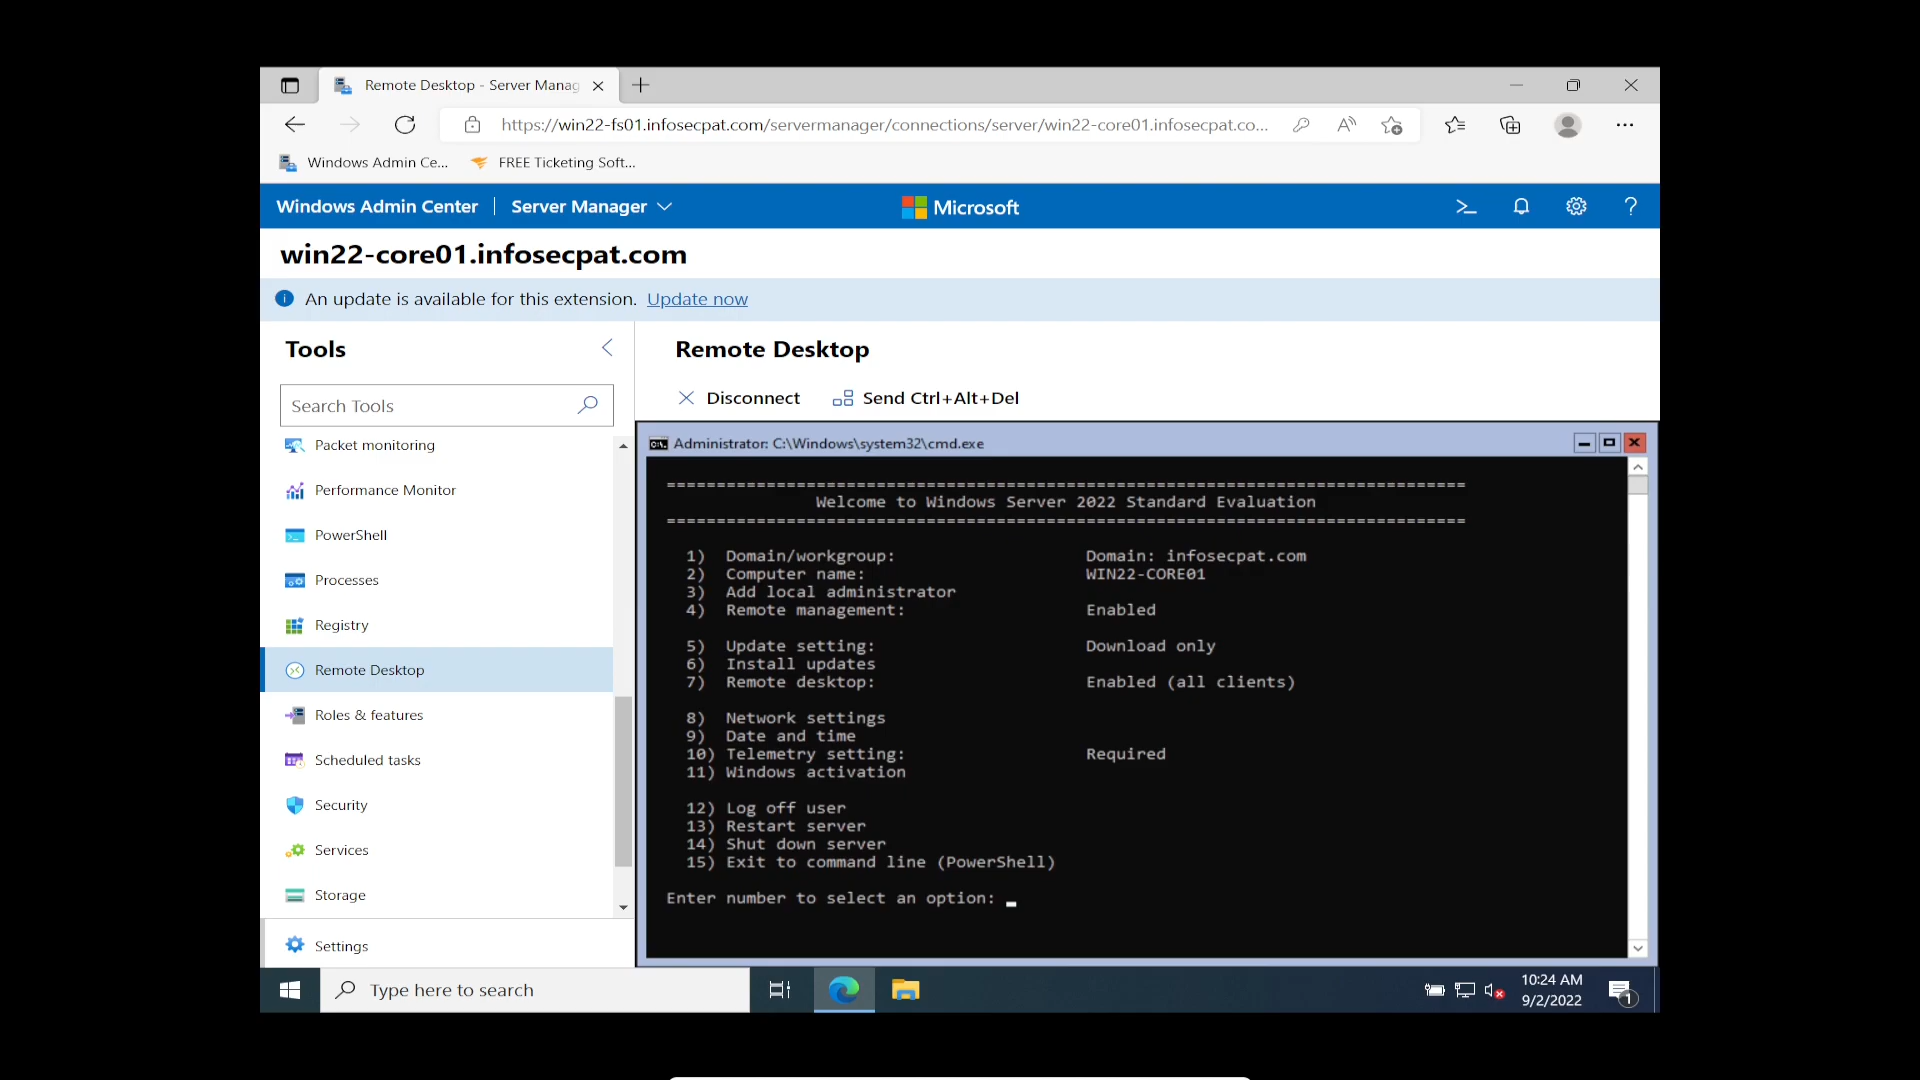 Remote Desktop - Server Manag
https://win22-fs01.infosecpat.com/servermanager/connections/server/win22-core01.infosecpat.co...
Windows Admin Ce...
FREE Ticketing Soft...
Windows Admin Center
Server Manager
Microsoft
win22-core01.infosecpat.com
An update is available for this extension. Update now
Tools
Search Tools
Packet monitoring
Performance Monitor
PowerShell
Processes
Registry
Remote Desktop
Roles & features
Scheduled tasks
Security
Services
Storage
Settings
Remote Desktop
Disconnect
Send Ctrl+Alt+Del
Administrator: C:\Windows\system32\cmd.exe
================================================================================
Welcome to Windows Server 2022 Standard Evaluation
================================================================================
1) Domain/workgroup: Domain: infosecpat.com
2) Computer name: WIN22-CORE01
3) Add local administrator
4) Remote management: Enabled
5) Update setting: Download only
6) Install updates
7) Remote desktop: Enabled (all clients)
8) Network settings
9) Date and time
10) Telemetry setting: Required
11) Windows activation
12) Log off user
13) Restart server
14) Shut down server
15) Exit to command line (PowerShell)
Enter number to select an option:
Type here to search
10:24 AM
9/2/2022
1